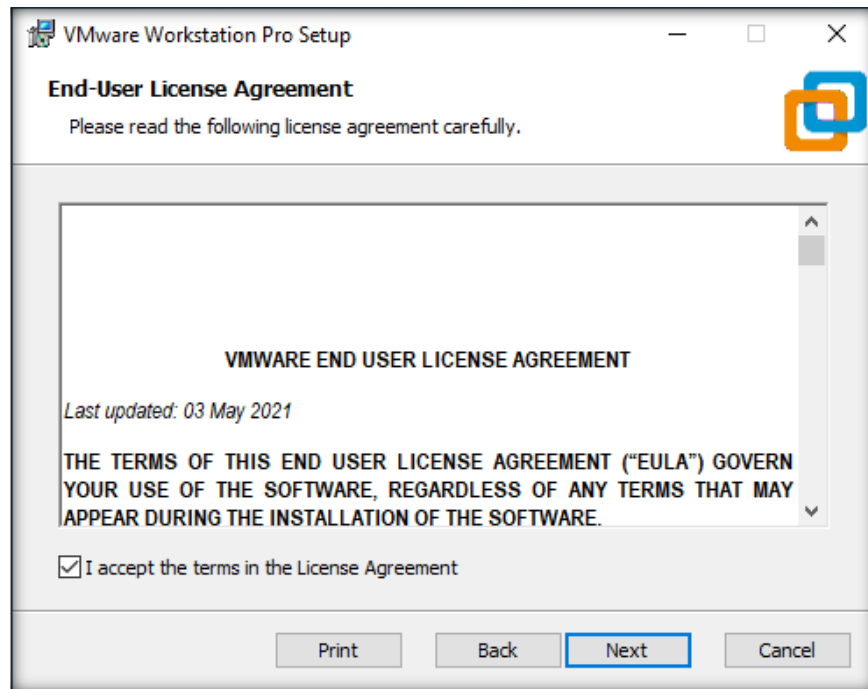 VMware Workstation Pro Setup
End-User License Agreement
Please read the following license agreement carefully.
VMWARE END USER LICENSE AGREEMENT
Last updated: 03 May 2021
THE TERMS OF THIS END USER LICENSE AGREEMENT (“EULA”) GOVERN
YOUR USE OF THE SOFTWARE, REGARDLESS OF ANY TERMS THAT MAY
APPEAR DURING THE INSTALLATION OF THE SOFTWARE.
I accept the terms in the License Agreement
Print Back Next Cancel